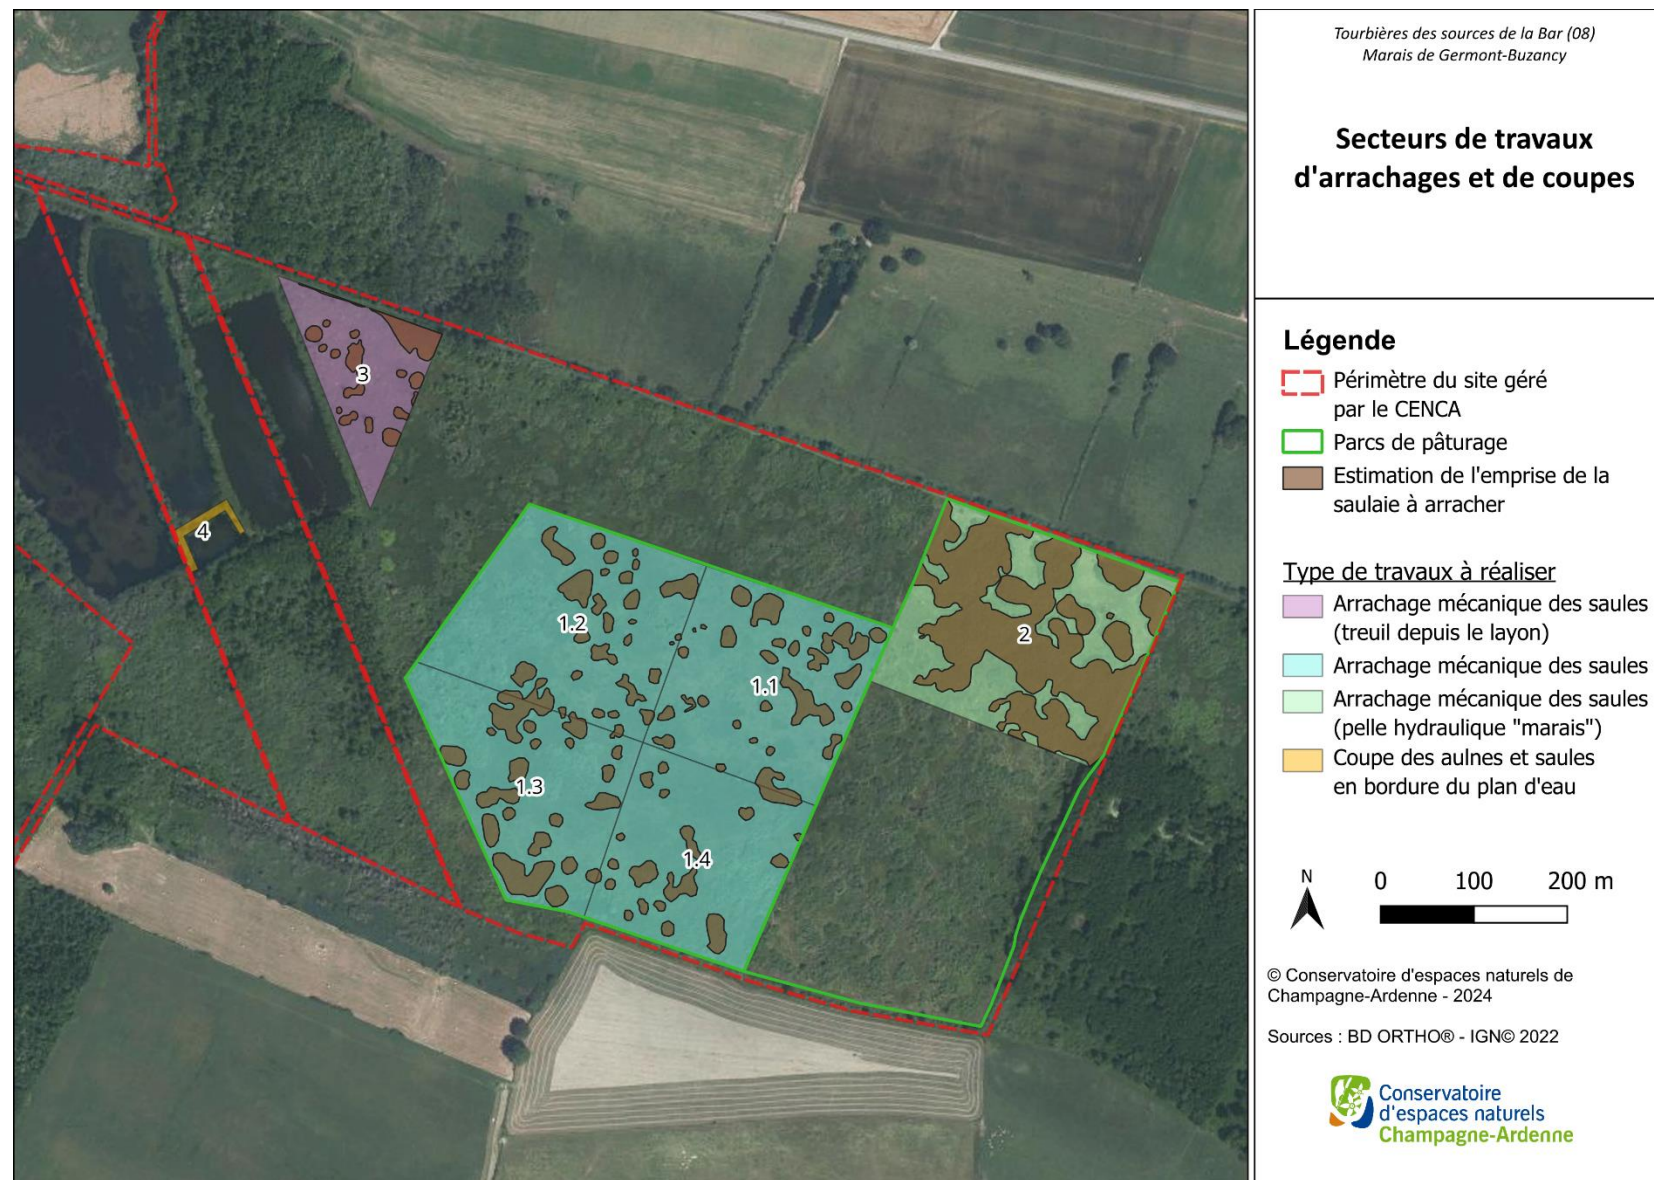 Tourbières des sources de la Bar (08)
Marais de Germont-Buzancy
Secteurs de travaux
d'arrachages et de coupes
Légende
Périmètre du site géré
par le CENCA
Parcs de pâturage
Estimation de l'emprise de la
saulaie à arracher
Type de travaux à réaliser
Arrachage mécanique des saules
(treuil depuis le layon)
Arrachage mécanique des saules
Arrachage mécanique des saules
(pelle hydraulique "marais")
Coupe des aulnes et saules
en bordure du plan d'eau
N
0 100 200 m
© Conservatoire d'espaces naturels de
Champagne-Ardenne - 2024
Sources : BD ORTHO® - IGN© 2022
Conservatoire
d'espaces naturels
Champagne-Ardenne
3
4
1.2
2
1.1
1.3
1.4